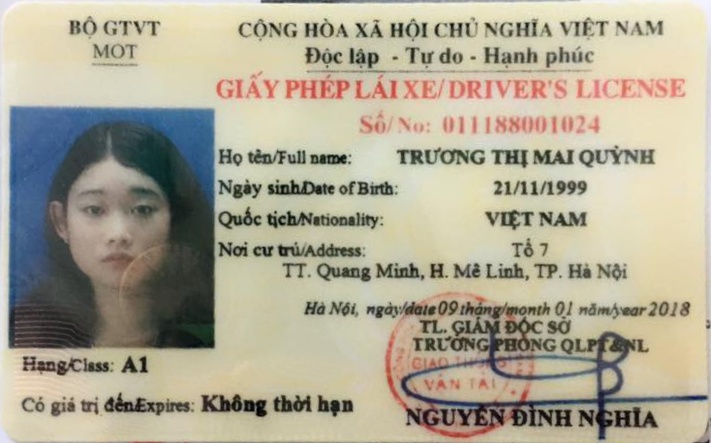 BỘ GTVT
MOT
CỘNG HÒA XÃ HỘI CHỦ NGHĨA VIỆT NAM
Độc lập - Tự do - Hạnh phúc
GIẤY PHÉP LÁI XE/DRIVER'S LICENSE
Số/No: 011188001024
Họ tên/Full name: TRƯƠNG THỊ MAI QUỲNH
Ngày sinh/Date of Birth: 21/11/1999
Quốc tịch/Nationality: VIỆT NAM
Nơi cư trú/Address: Tổ 7
TT. Quang Minh, H. Mê Linh, TP. Hà Nội
Hà Nội, ngày/date 09 tháng/month 01 năm/year 2018
TL. GIÁM ĐỐC SỞ
TRƯỞNG PHÒNG QLPT&NL
GIAO THÔNG
VẬN TẢI
Hạng/Class: A1
Có giá trị đến/Expires: Không thời hạn
NGUYỄN ĐÌNH NGHĨA